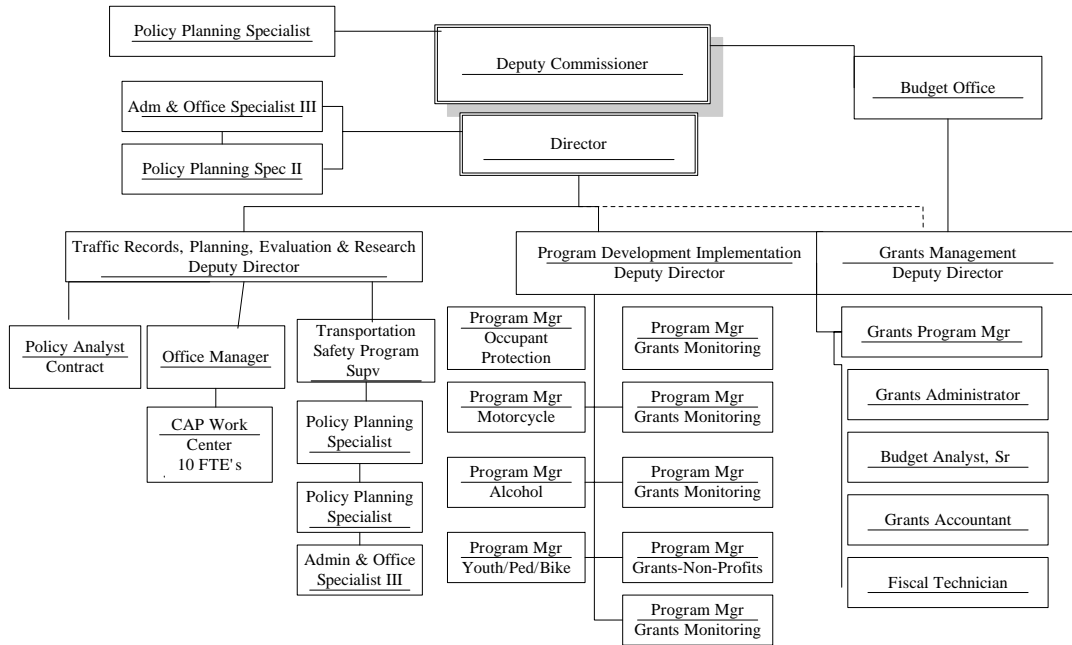 Policy Planning Specialist
Deputy Commissioner
Budget Office
Adm & Office Specialist III
Policy Planning Spec II
Director
Traffic Records, Planning, Evaluation & Research
Deputy Director
Program Development Implementation
Deputy Director
Grants Management
Deputy Director
Policy Analyst
Contract
Office Manager
CAP Work
Center
10 FTE's
Transportation
Safety Program
Supv
Policy Planning
Specialist
Policy Planning
Specialist
Admin & Office
Specialist III
Program Mgr
Occupant
Protection
Program Mgr
Grants Monitoring
Program Mgr
Motorcycle
Program Mgr
Grants Monitoring
Program Mgr
Alcohol
Program Mgr
Grants Monitoring
Program Mgr
Youth/Ped/Bike
Program Mgr
Grants-Non-Profits
Program Mgr
Grants Monitoring
Grants Program Mgr
Grants Administrator
Budget Analyst, Sr
Grants Accountant
Fiscal Technician